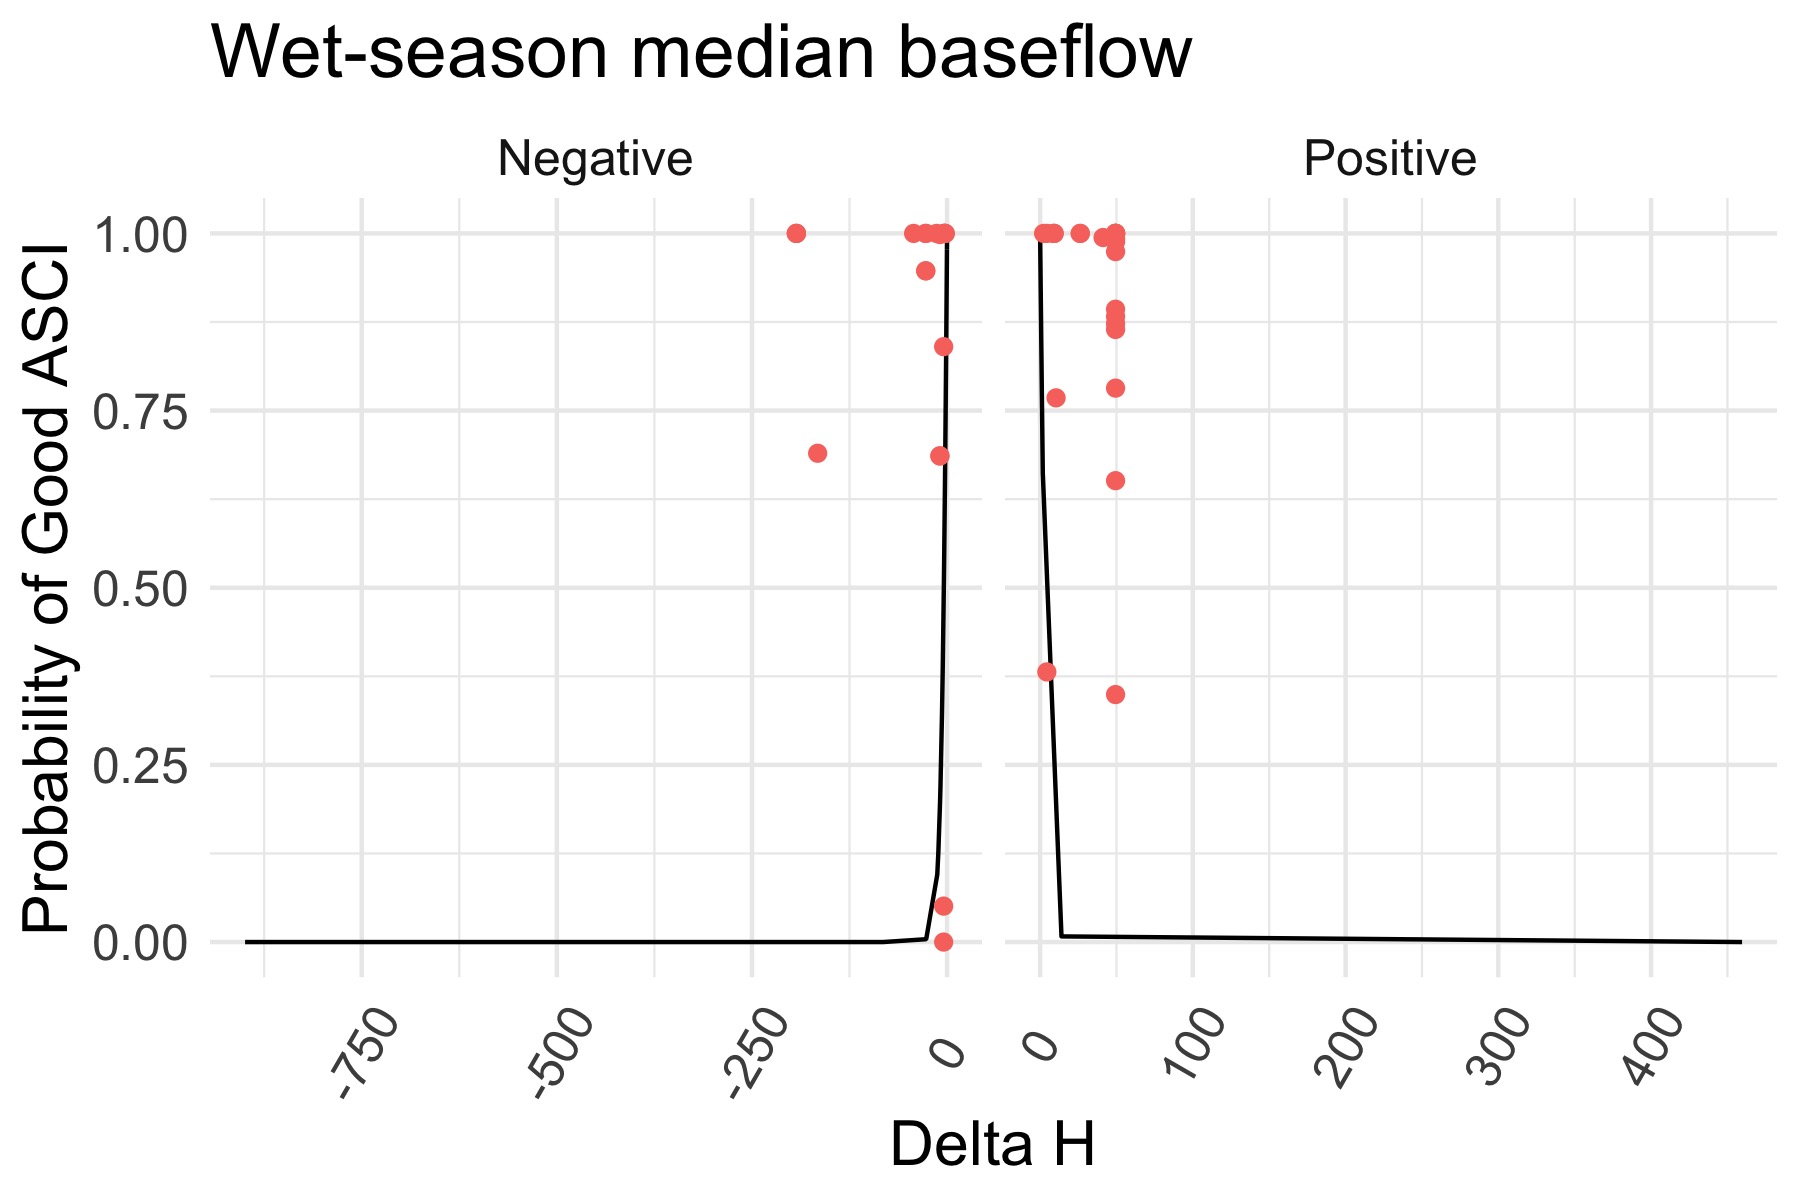 Wet-season median baseflow
Negative
Positive
Probability of Good ASCI
1.00
0.75
0.50
0.25
0.00
-750
-500
-250
0
0
100
200
300
400
Delta H